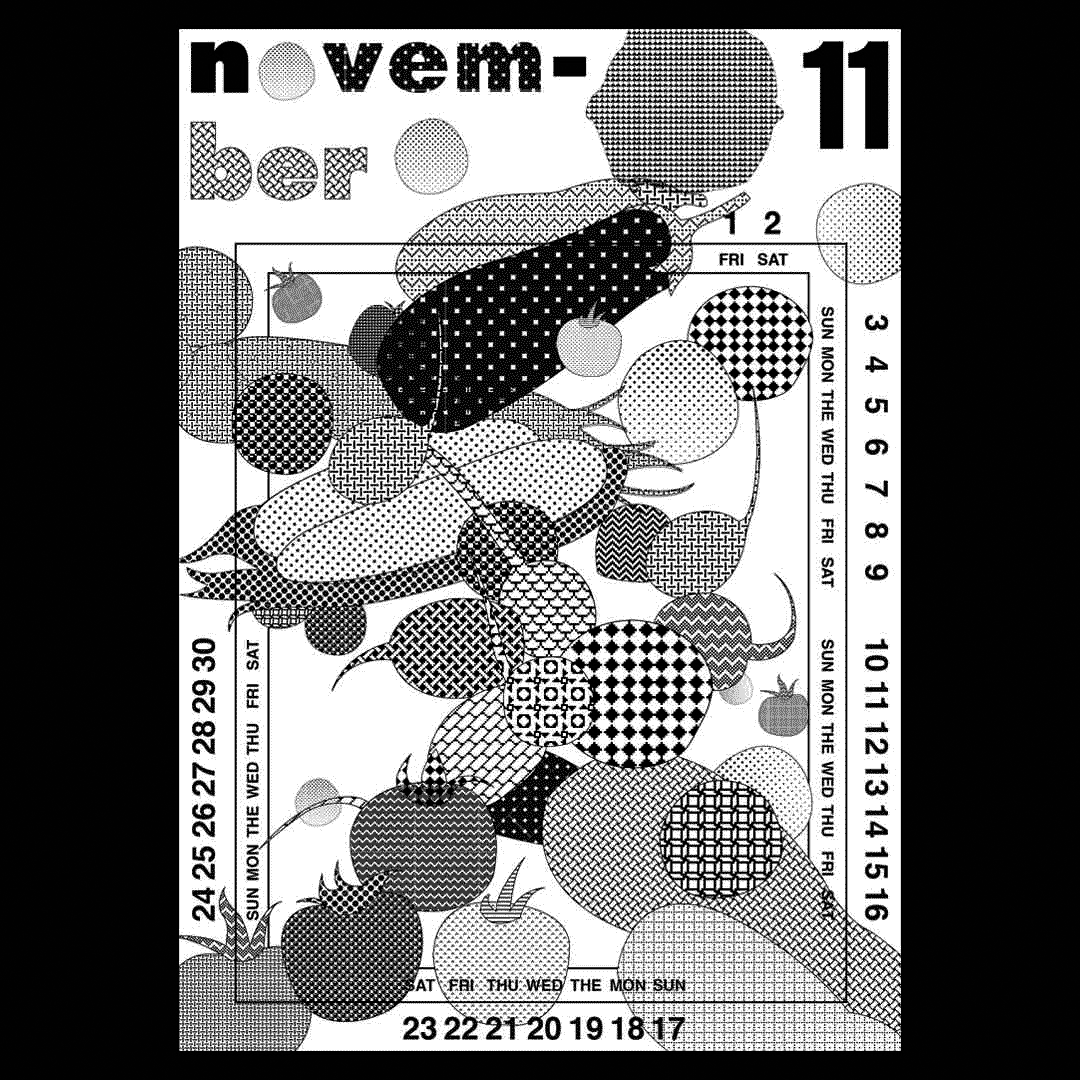 novem-
ber
11
1 2
FRI SAT
SUN MON THE WED THU FRI SAT
3 4 5 6 7 8 9
SUN MON THE WED THU FRI SAT
10 11 12 13 14 15 16
SAT FRI THU WED THE MON SUN
23 22 21 20 19 18 17
24 25 26 27 28 29 30
SUN MON THE WED THU FRI SAT